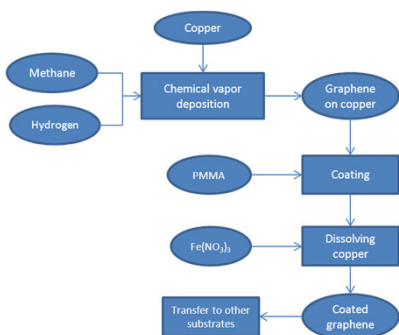 Copper
Methane
Hydrogen
Chemical vapor
deposition
Graphene
on copper
PMMA
Coating
Fe(NO₃)₃
Dissolving
copper
Transfer to other
substrates
Coated
graphene